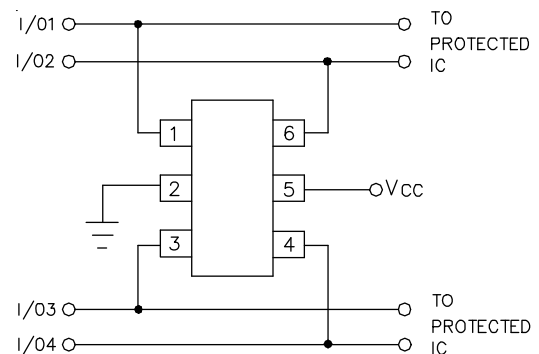 I/O1
TO
PROTECTED
IC
I/O2
1
6
2
5
VCC
3
4
I/O3
TO
PROTECTED
IC
I/O4